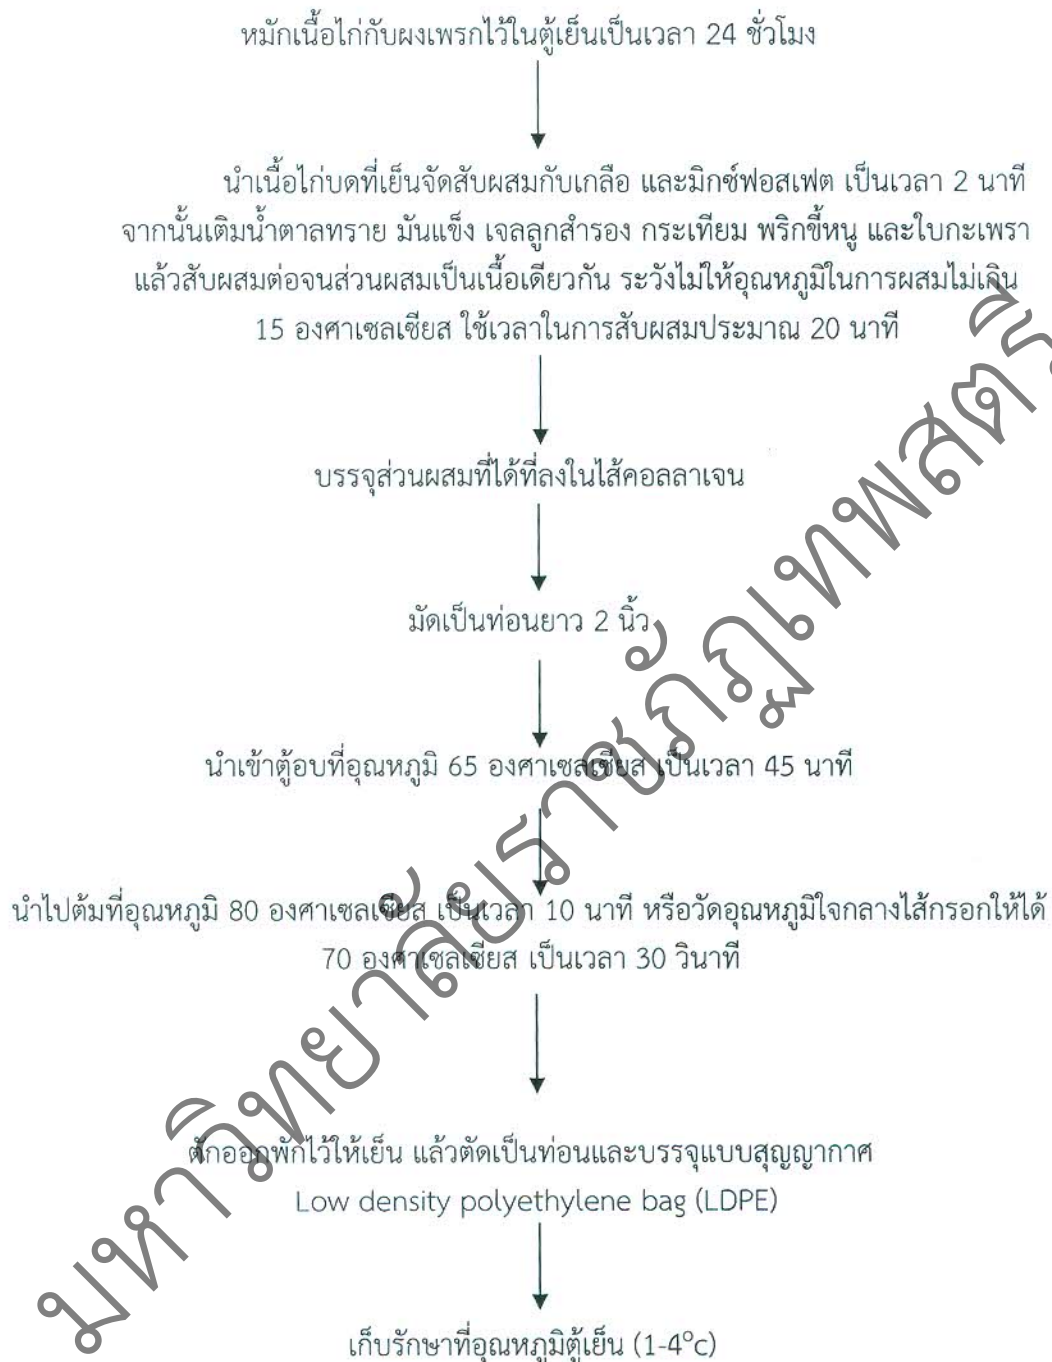 หมักเนื้อไก่กับผงเพรกไว้ในตู้เย็นเป็นเวลา 24 ชั่วโมง
นำเนื้อไก่บดที่เย็นจัดสับผสมกับเกลือ และมิกซ์ฟอสเฟต เป็นเวลา 2 นาที
จากนั้นเติมน้ำตาลทราย มันแข็ง เจลลูกสำรอง กระเทียม พริกขี้หนู และใบกะเพรา
แล้วสับผสมต่อจนส่วนผสมเป็นเนื้อเดียวกัน ระวังไม่ให้อุณหภูมิในการผสมไม่เกิน
15 องศาเซลเซียส ใช้เวลาในการสับผสมประมาณ 20 นาที
บรรจุส่วนผสมที่ได้ที่ลงในไส้คอลลาเจน
มัดเป็นท่อนยาว 2 นิ้ว
นำเข้าตู้อบที่อุณหภูมิ 65 องศาเซลเซียส เป็นเวลา 45 นาที
นำไปต้มที่อุณหภูมิ 80 องศาเซลเซียส เป็นเวลา 10 นาที หรือวัดอุณหภูมิใจกลางไส้กรอกให้ได้
70 องศาเซลเซียส เป็นเวลา 30 วินาที
ตักออกพักไว้ให้เย็น แล้วตัดเป็นท่อนและบรรจุแบบสุญญากาศ
Low density polyethylene bag (LDPE)
เก็บรักษาที่อุณหภูมิตู้เย็น (1-4°c)
มหาวิทยาลัยราชภัฏเทพสตรี